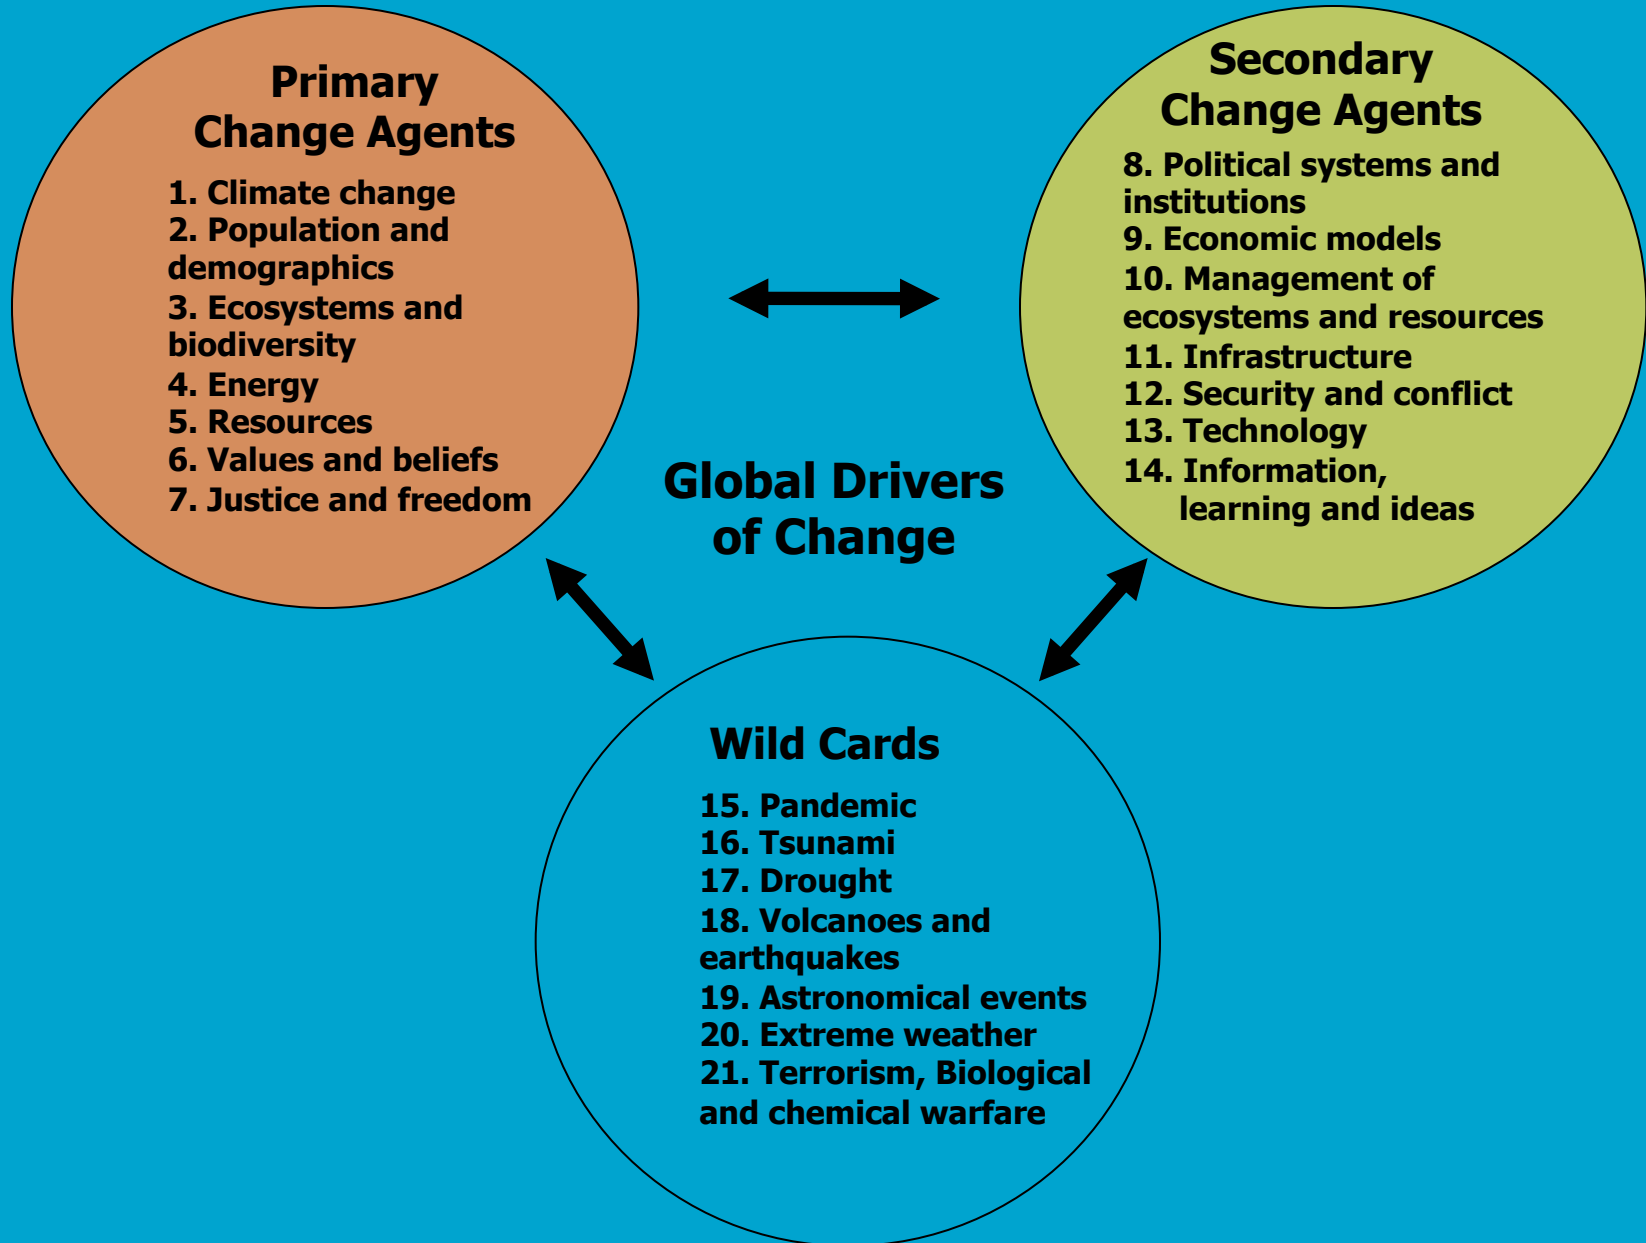 Primary
Change Agents
1. Climate change
2. Population and
demographics
3. Ecosystems and
biodiversity
4. Energy
5. Resources
6. Values and beliefs
7. Justice and freedom
Secondary
Change Agents
8. Political systems and
institutions
9. Economic models
10. Management of
ecosystems and resources
11. Infrastructure
12. Security and conflict
13. Technology
14. Information,
learning and ideas
Global Drivers
of Change
Wild Cards
15. Pandemic
16. Tsunami
17. Drought
18. Volcanoes and
earthquakes
19. Astronomical events
20. Extreme weather
21. Terrorism, Biological
and chemical warfare